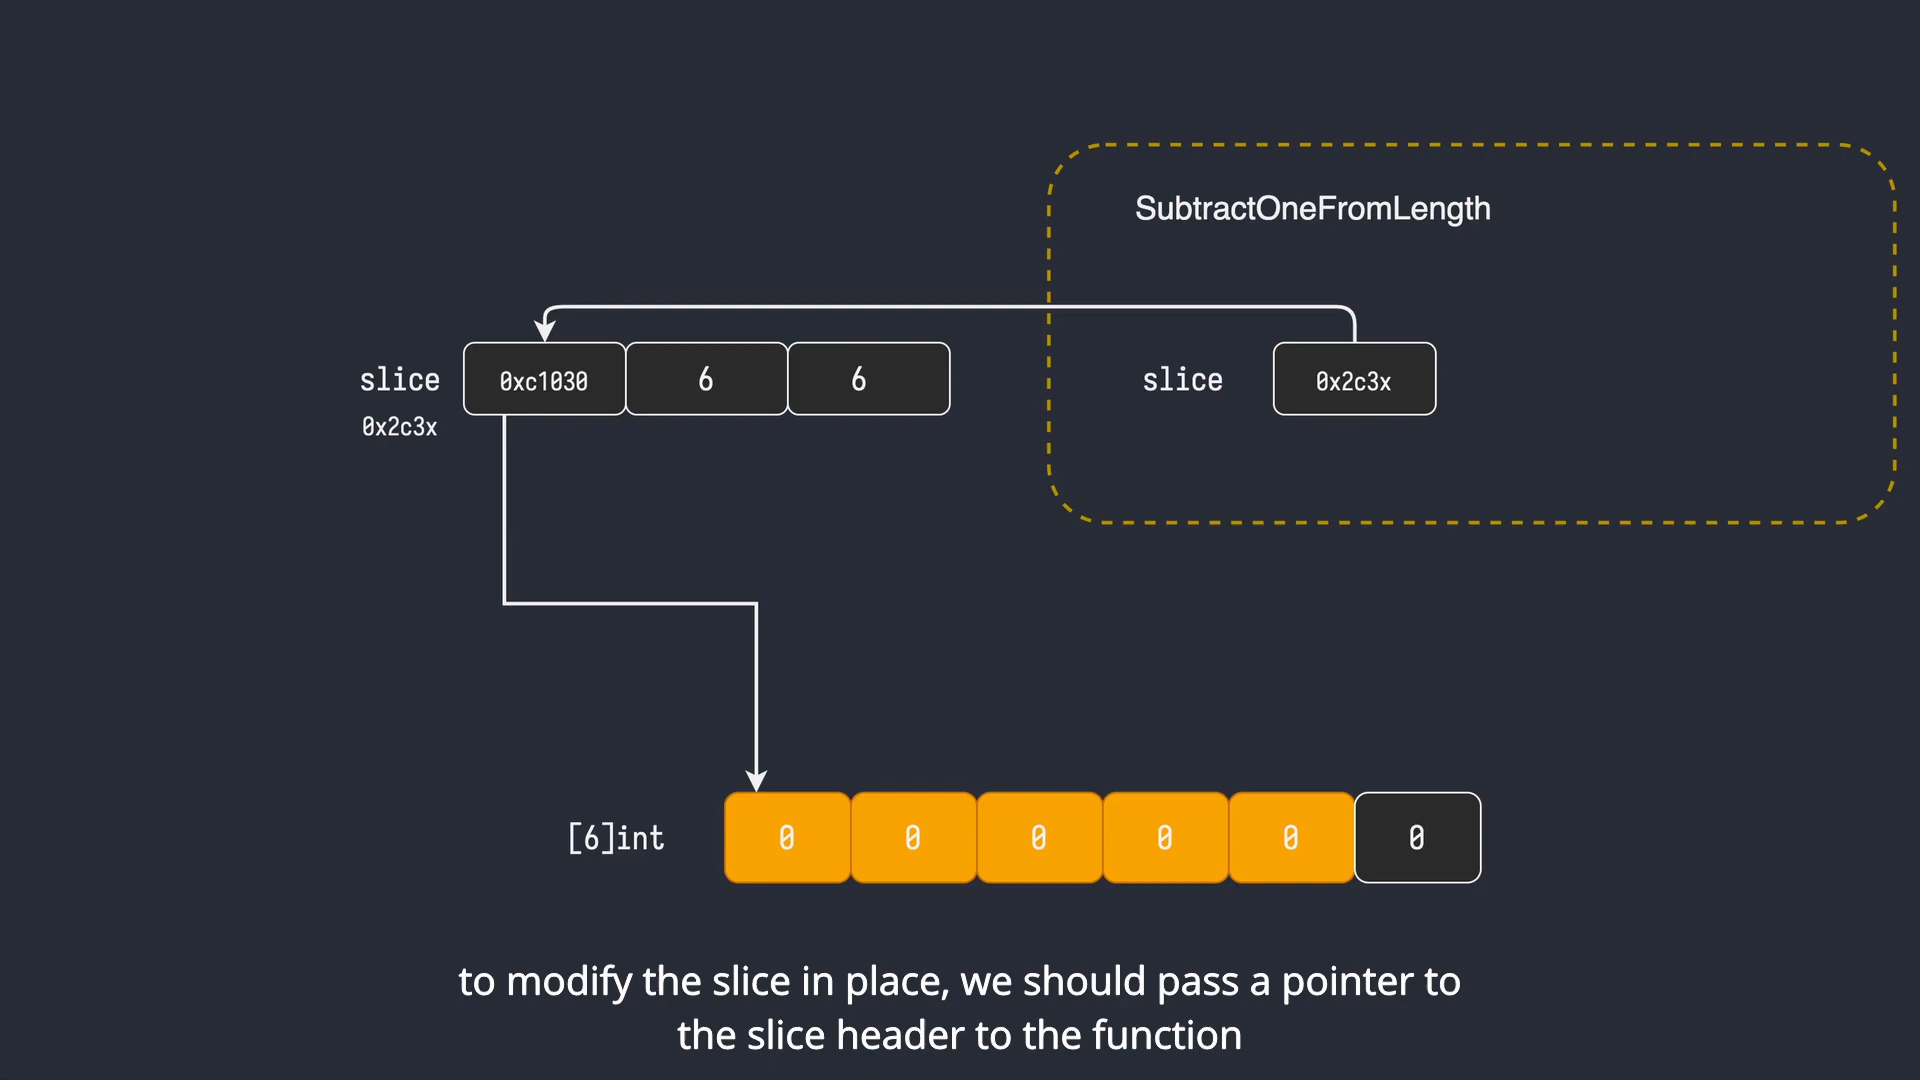 SubtractOneFromLength
slice 0xc1030 6 6
0x2c3x
slice 0x2c3x
[6]int 0 0 0 0 0 0
to modify the slice in place, we should pass a pointer to
the slice header to the function